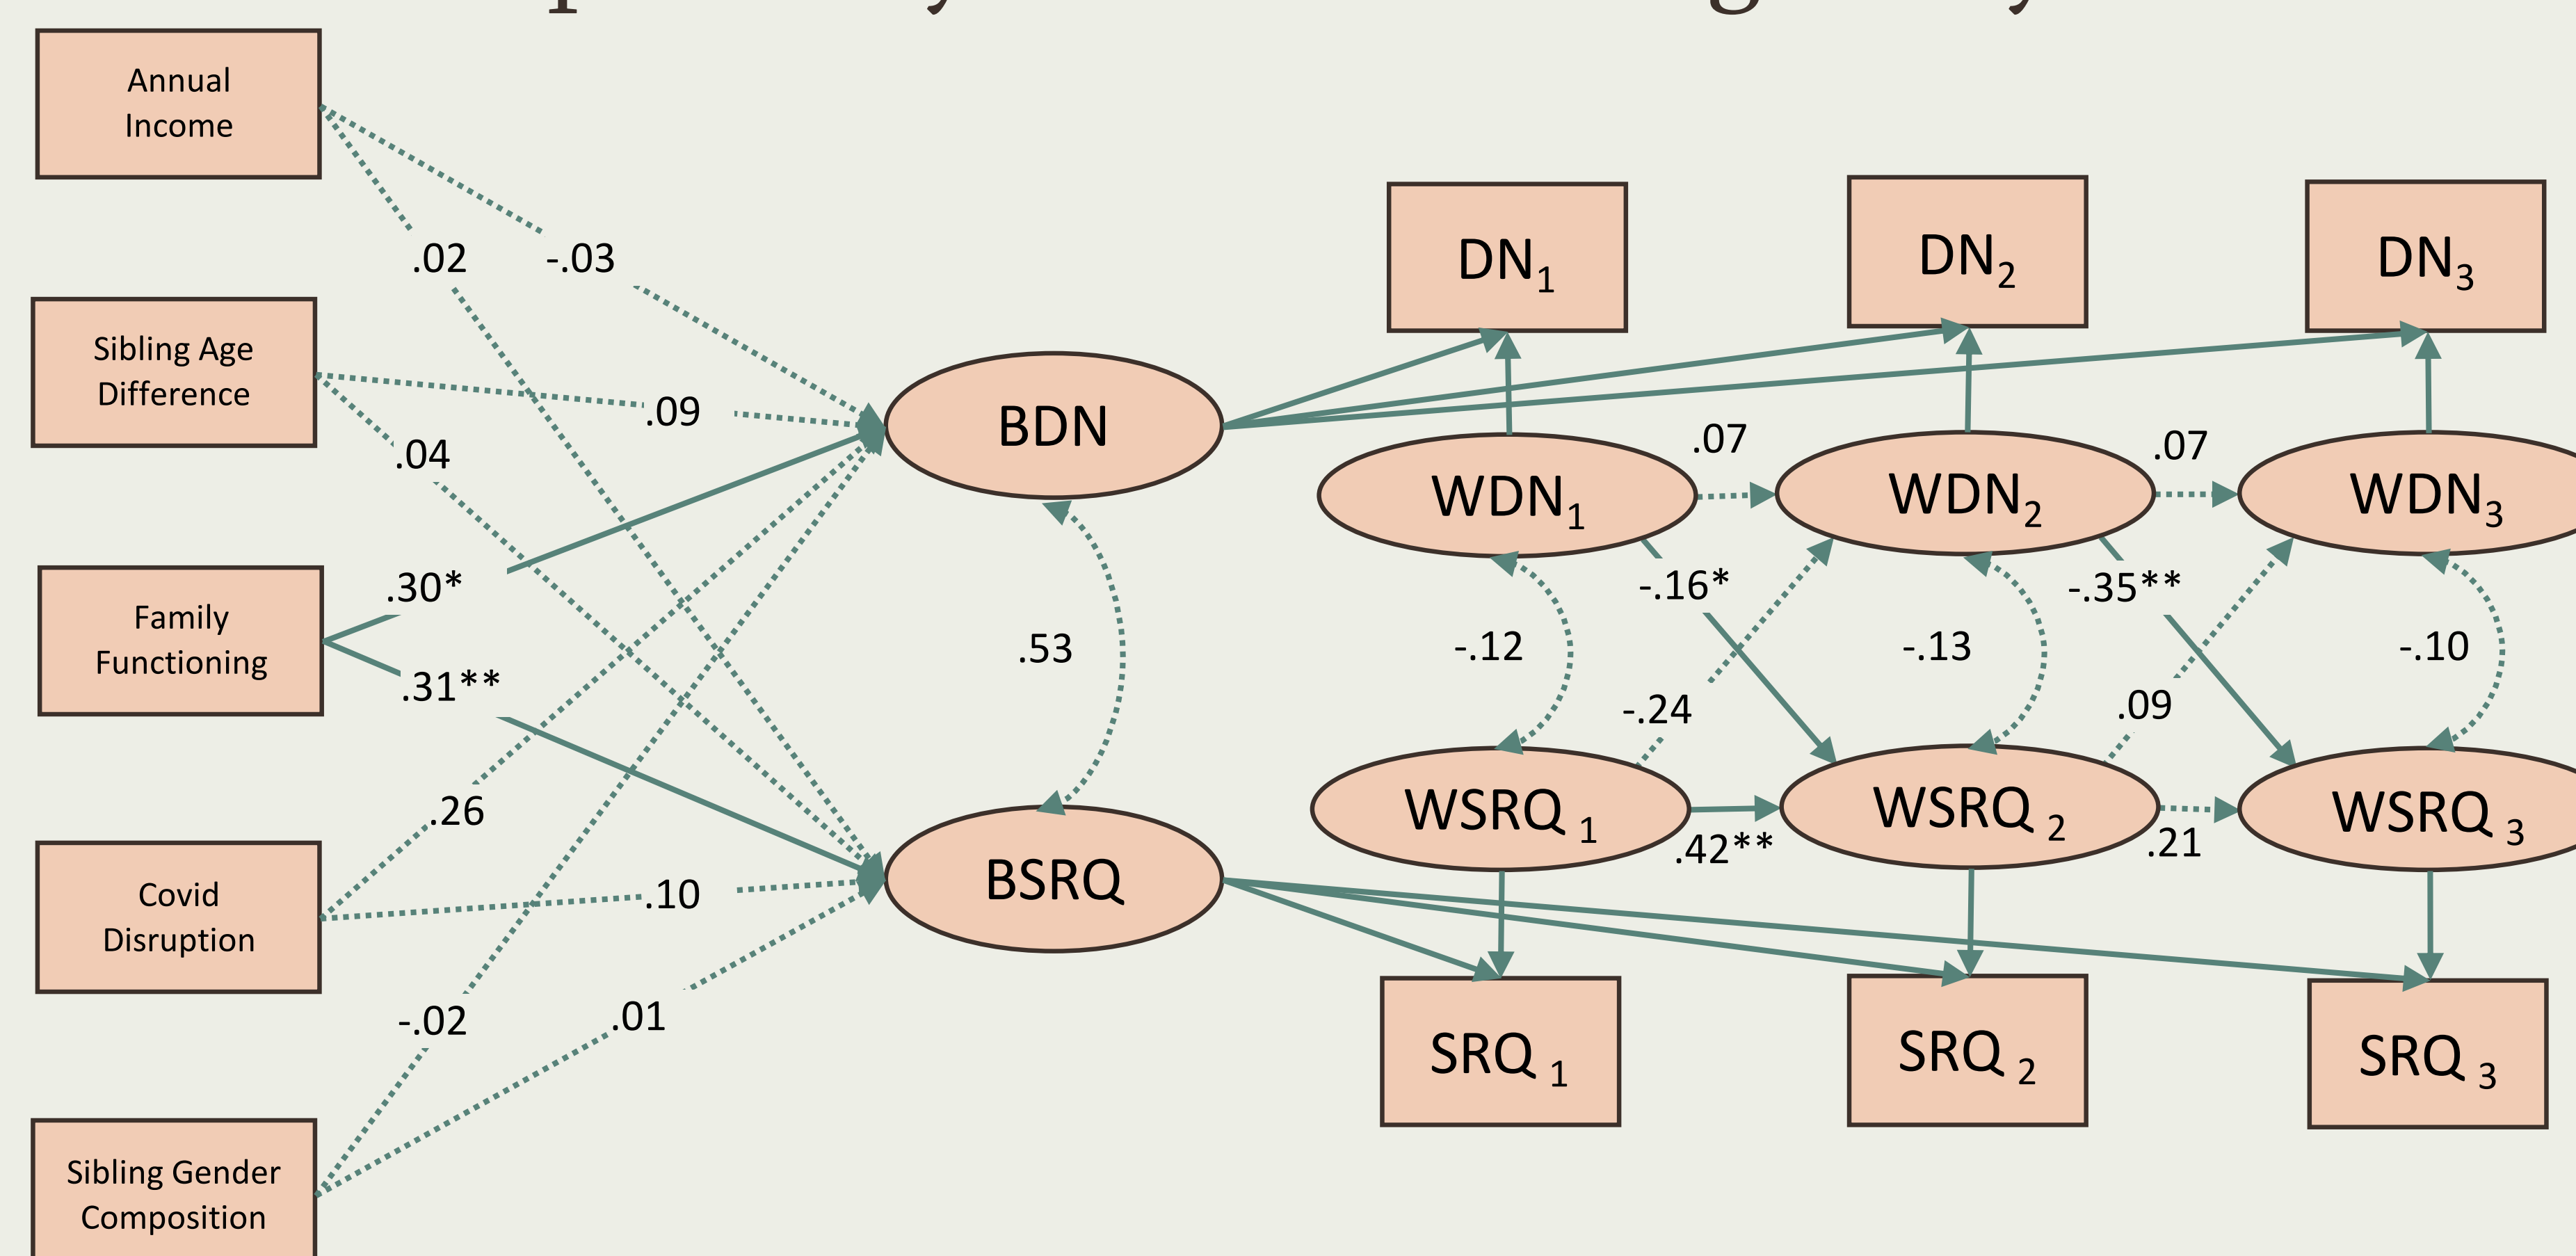 Annual
Income
.02
-.03
Sibling Age
Difference
.09
.04
Family
Functioning
.30*
.31**
Covid
Disruption
.26
.10
Sibling Gender
Composition
-.02
.01
BDN
.53
BSRQ
DN1
DN2
DN3
WDN1
.07
WDN2
.07
WDN3
-.16*
-.35**
-.12
-.13
-.10
-.24
.09
WSRQ 1
.42**
WSRQ 2
.21
WSRQ 3
SRQ 1
SRQ 2
SRQ 3